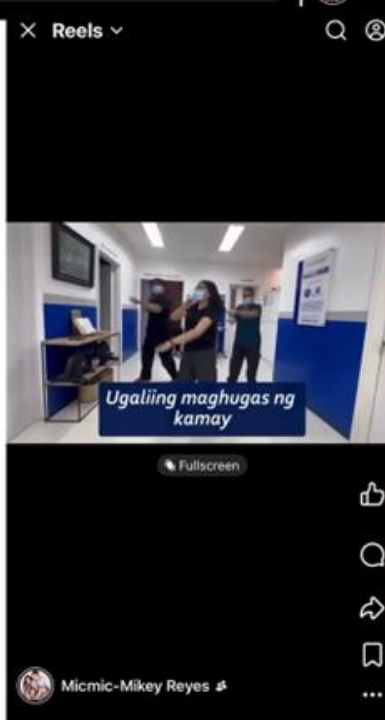 Reels
Ugaliing maghugas ng
kamay
Fullscreen
Micmic-Mikey Reyes